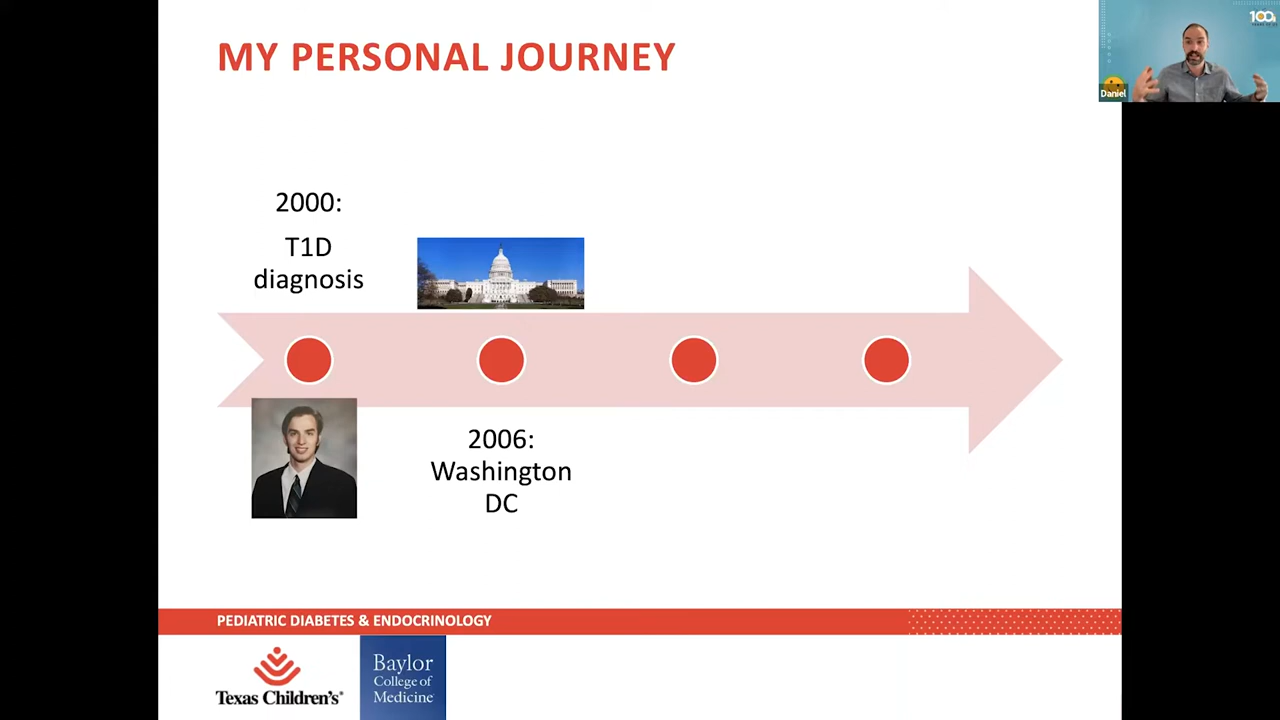 MY PERSONAL JOURNEY
100
Daniel
2000:
T1D
diagnosis
2006:
Washington
DC
PEDIATRIC DIABETES & ENDOCRINOLOGY
Texas Children's®
Baylor
College of
Medicine